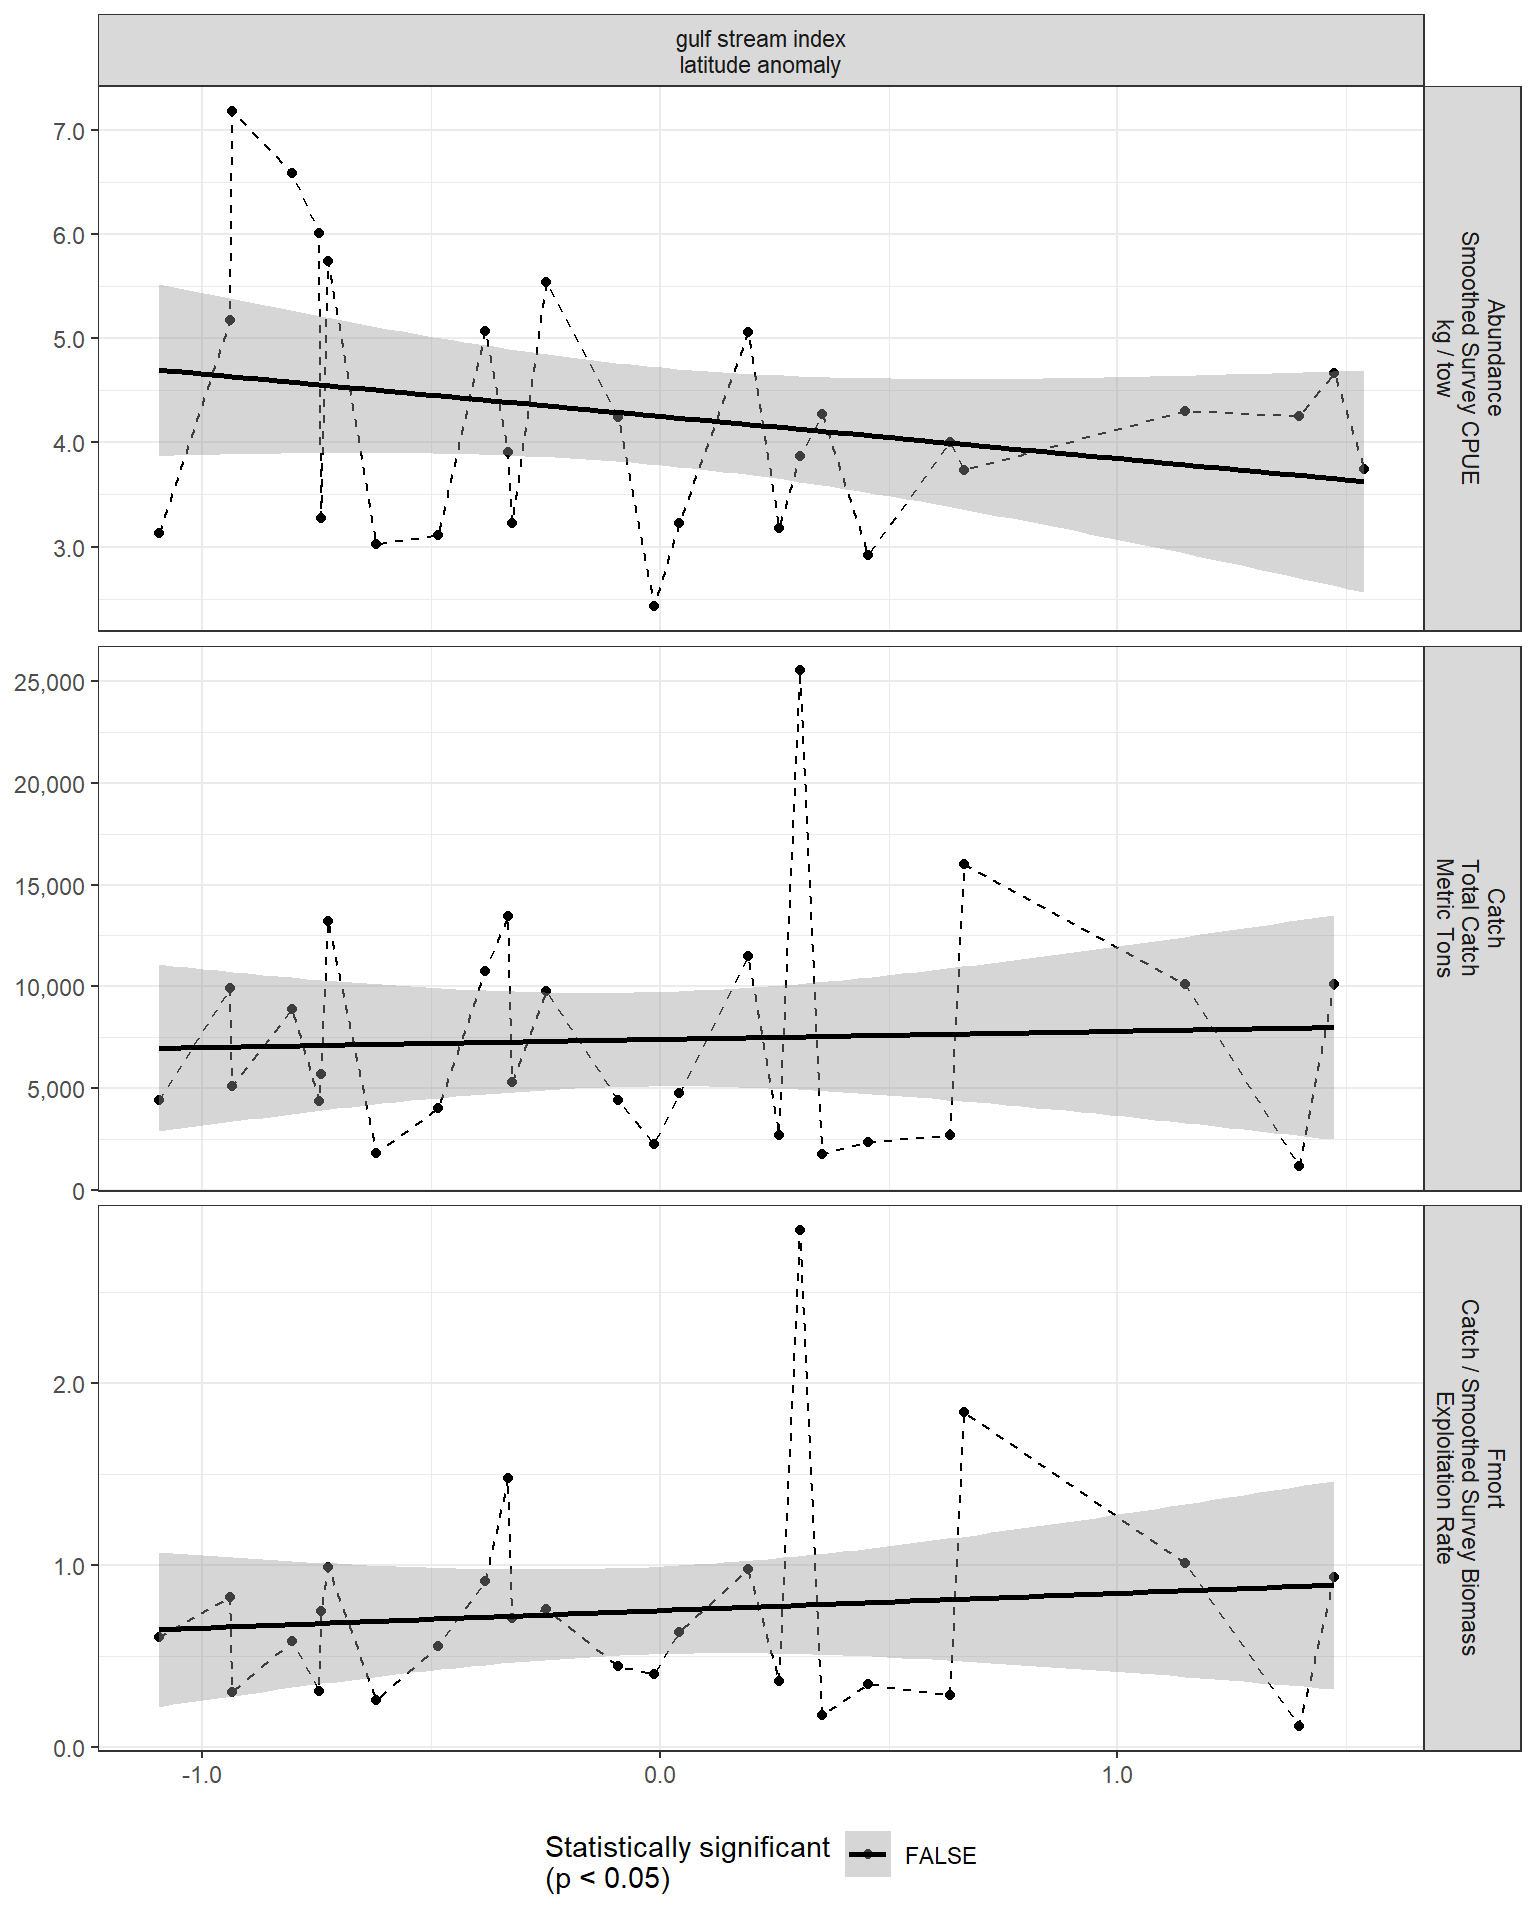 gulf stream index
latitude anomaly
7.0
6.0
5.0
4.0
3.0
Abundance
Smoothed Survey CPUE
kg / tow
25,000
20,000
15,000
10,000
5,000
0
Catch
Total Catch
Metric Tons
2.0
1.0
0.0
Fmort
Catch / Smoothed Survey Biomass
Exploitation Rate
-1.0
0.0
1.0
Statistically significant
(p < 0.05)
FALSE